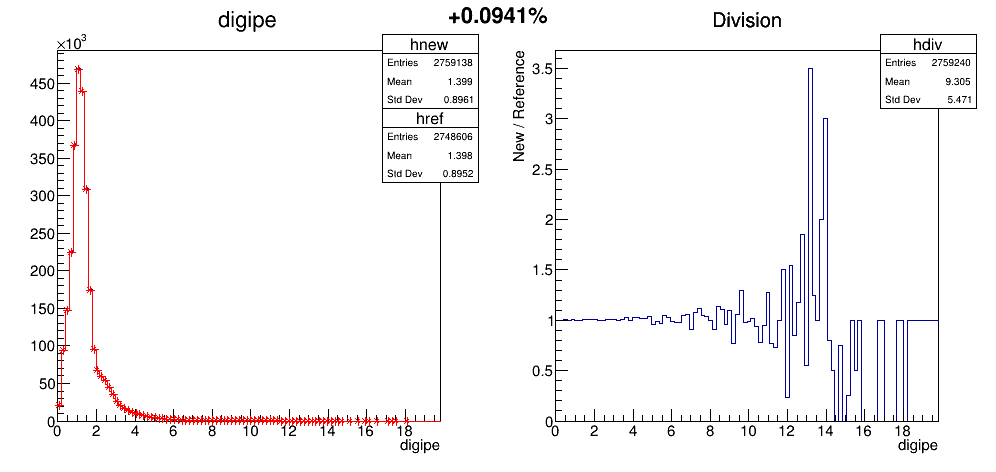 +0.0941%
digipe
×10³
hnew
Entries 2759138
Mean 1.399
Std Dev 0.8961
href
Entries 2748606
Mean 1.398
Std Dev 0.8952
450
400
350
300
250
200
150
100
50
0
0 2 4 6 8 10 12 14 16 18
digipe
Division
hdiv
Entries 2759240
Mean 9.305
Std Dev 5.471
New / Reference
3.5
3
2.5
2
1.5
1
0.5
0
0 2 4 6 8 10 12 14 16 18
digipe